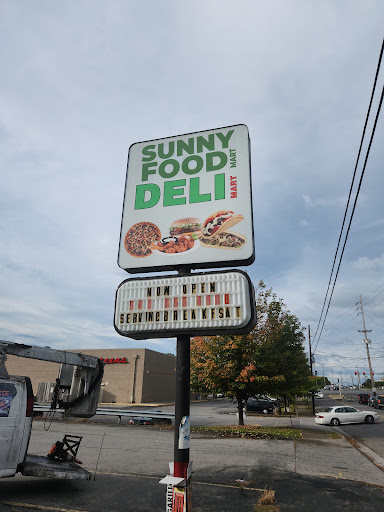 SUNNY
FOOD MART
DELI MART
NOW OPEN
SERVINGBREAKFSAT